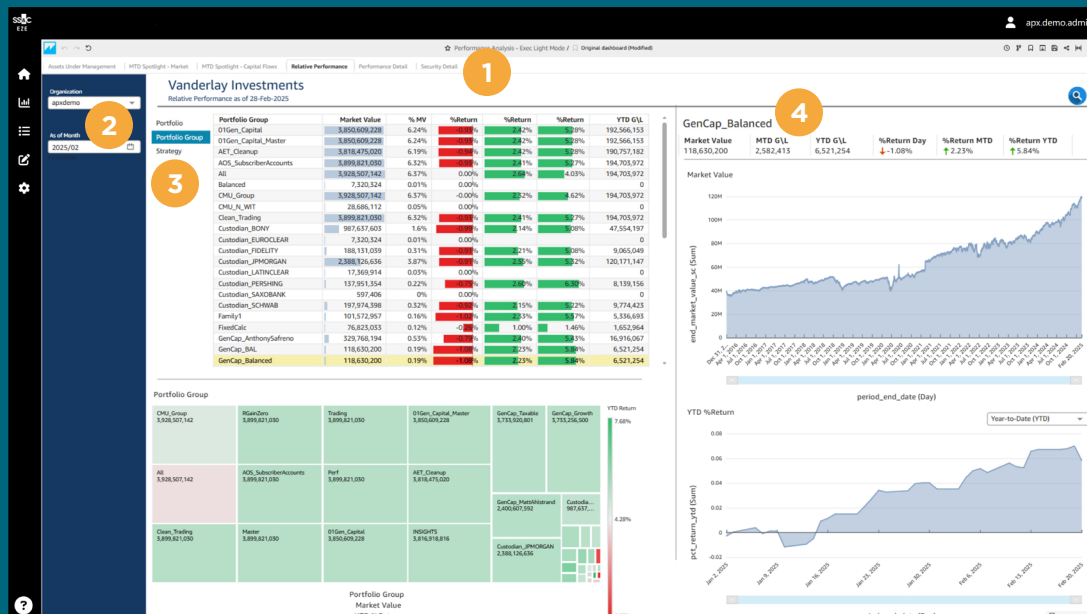 SS&C
EZE
apx.demo.admi
Performance Analysis - Exec Light Mode / Original dashboard (Modified)
Assets Under Management MTD Spotlight - Market MTD Spotlight - Capital Flows Relative Performance Performance Detail Security Detail
1
Organization
apxdemo
As of Month
2025/02
2
Vanderlay Investments
Relative Performance as of 28-Feb-2025
Portfolio
Portfolio Group
Strategy
3
Portfolio Group Market Value % MV %Return %Return %Return YTD G\L
01Gen_Capital 3,850,609,228 6.24% -0.93% 2.42% 5.28% 192,566,153
01Gen_Capital_Master 3,850,609,228 6.24% -0.93% 2.42% 5.28% 192,566,153
AET_Cleanup 3,818,475,020 6.19% -0.94% 2.42% 5.28% 190,757,182
AOS_SubscriberAccounts 3,899,821,030 6.32% 2.41% 5.27% 194,703,972
All 3,928,507,142 6.37% 0.00% 2.64% 4.03% 194,703,972
Balanced 7,320,324 0.01% 0.00% 0
CMU_Group 3,928,507,142 6.37% -0.00% 2.32% 4.62% 194,703,972
CMU_N_WIT 28,686,112 0.05% 0.00% 0
Clean_Trading 3,899,821,030 6.32% 2.41% 5.27% 194,703,972
Custodian_BONY 987,637,603 1.6% 2.14% 5.08% 47,554,197
Custodian_EUROCLEAR 7,320,324 0.01% 0.00% 0
Custodian_FIDELITY 188,131,039 0.31% 2.21% 5.08% 9,065,049
Custodian_JPMORGAN 2,388,126,636 3.87% 2.55% 5.32% 120,171,147
Custodian_LATINCLEAR 17,369,914 0.03% 0.00% 0
Custodian_PERSHING 137,951,354 0.22% 2.60% 6.30% 8,139,156
Custodian_SAXOBANK 597,406 0% 0.00% 0
Custodian_SCHWAB 197,974,398 0.32% 2.15% 5.22% 9,774,423
Family1 101,572,957 0.16% -1.02% 2.33% 5.57% 5,336,693
FixedCalc 76,823,033 0.12% 1.00% 1.46% 1,652,964
GenCap_AnthonySafreno 329,768,194 0.53% 2.40% 5.43% 16,916,067
GenCap_BAL 118,630,200 0.19% -1.08% 2.23% 5.84% 6,521,254
GenCap_Balanced 118,630,200 0.19% -1.08% 2.23% 5.84% 6,521,254
Portfolio Group
CMU_Group
3,928,507,142
RGainZero
3,899,821,030
Trading
3,899,821,030
01Gen_Capital_Master
3,850,609,228
GenCap_Taxable
3,733,920,801
GenCap_Growth
3,733,256,500
All
3,928,507,142
AOS_SubscriberAccounts
3,899,821,030
Perf
3,899,821,030
AET_Cleanup
3,818,475,020
GenCap_MattAhlstrand
2,400,607,592
Custodia...
987,637,...
Clean_Trading
3,899,821,030
Master
3,899,821,030
01Gen_Capital
3,850,609,228
INSIGHTS
3,816,918,816
Custodian_JPMORGAN
2,388,126,636
YTD Return
7.68%
4.28%
Portfolio Group
Market Value
4
GenCap_Balanced
Market Value MTD G\L YTD G\L %Return Day %Return MTD %Return YTD
118,630,200 2,582,413 6,521,254 -1.08% 2.23% 5.84%
Market Value
end_market_value_sc (Sum)
120M
100M
80M
60M
40M
20M
0
Feb 20, 2025
period_end_date (Day)
YTD %Return
Year-to-Date (YTD)
pct_return_ytd (Sum)
0.08
0.06
0.04
0.02
0
-0.02
Jan 2, 2025
Jan 9, 2025
Jan 16, 2025
Jan 23, 2025
Jan 30, 2025
Feb 6, 2025
Feb 13, 2025
Feb 20, 2025
?